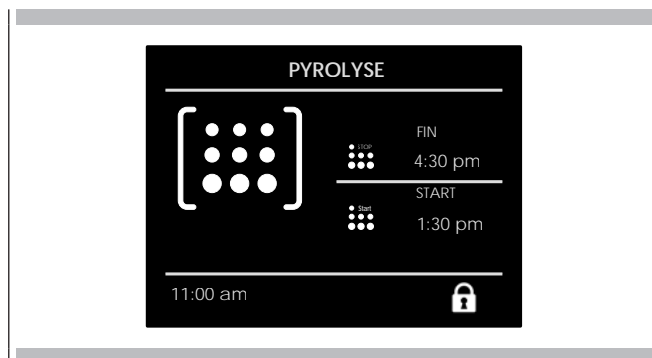 PYROLYSE
FIN
STOP
4:30 pm
START
Start
1:30 pm
11:00 am